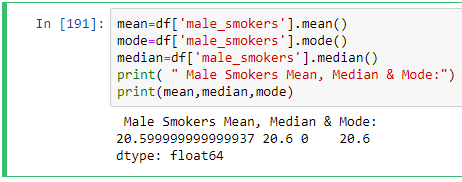 In [191]: mean=df['male_smokers'].mean()
mode=df['male_smokers'].mode()
median=df['male_smokers'].median()
print( " Male Smokers Mean, Median & Mode:")
print(mean,median,mode)
 Male Smokers Mean, Median & Mode:
20.599999999999937 20.6 0    20.6
dtype: float64